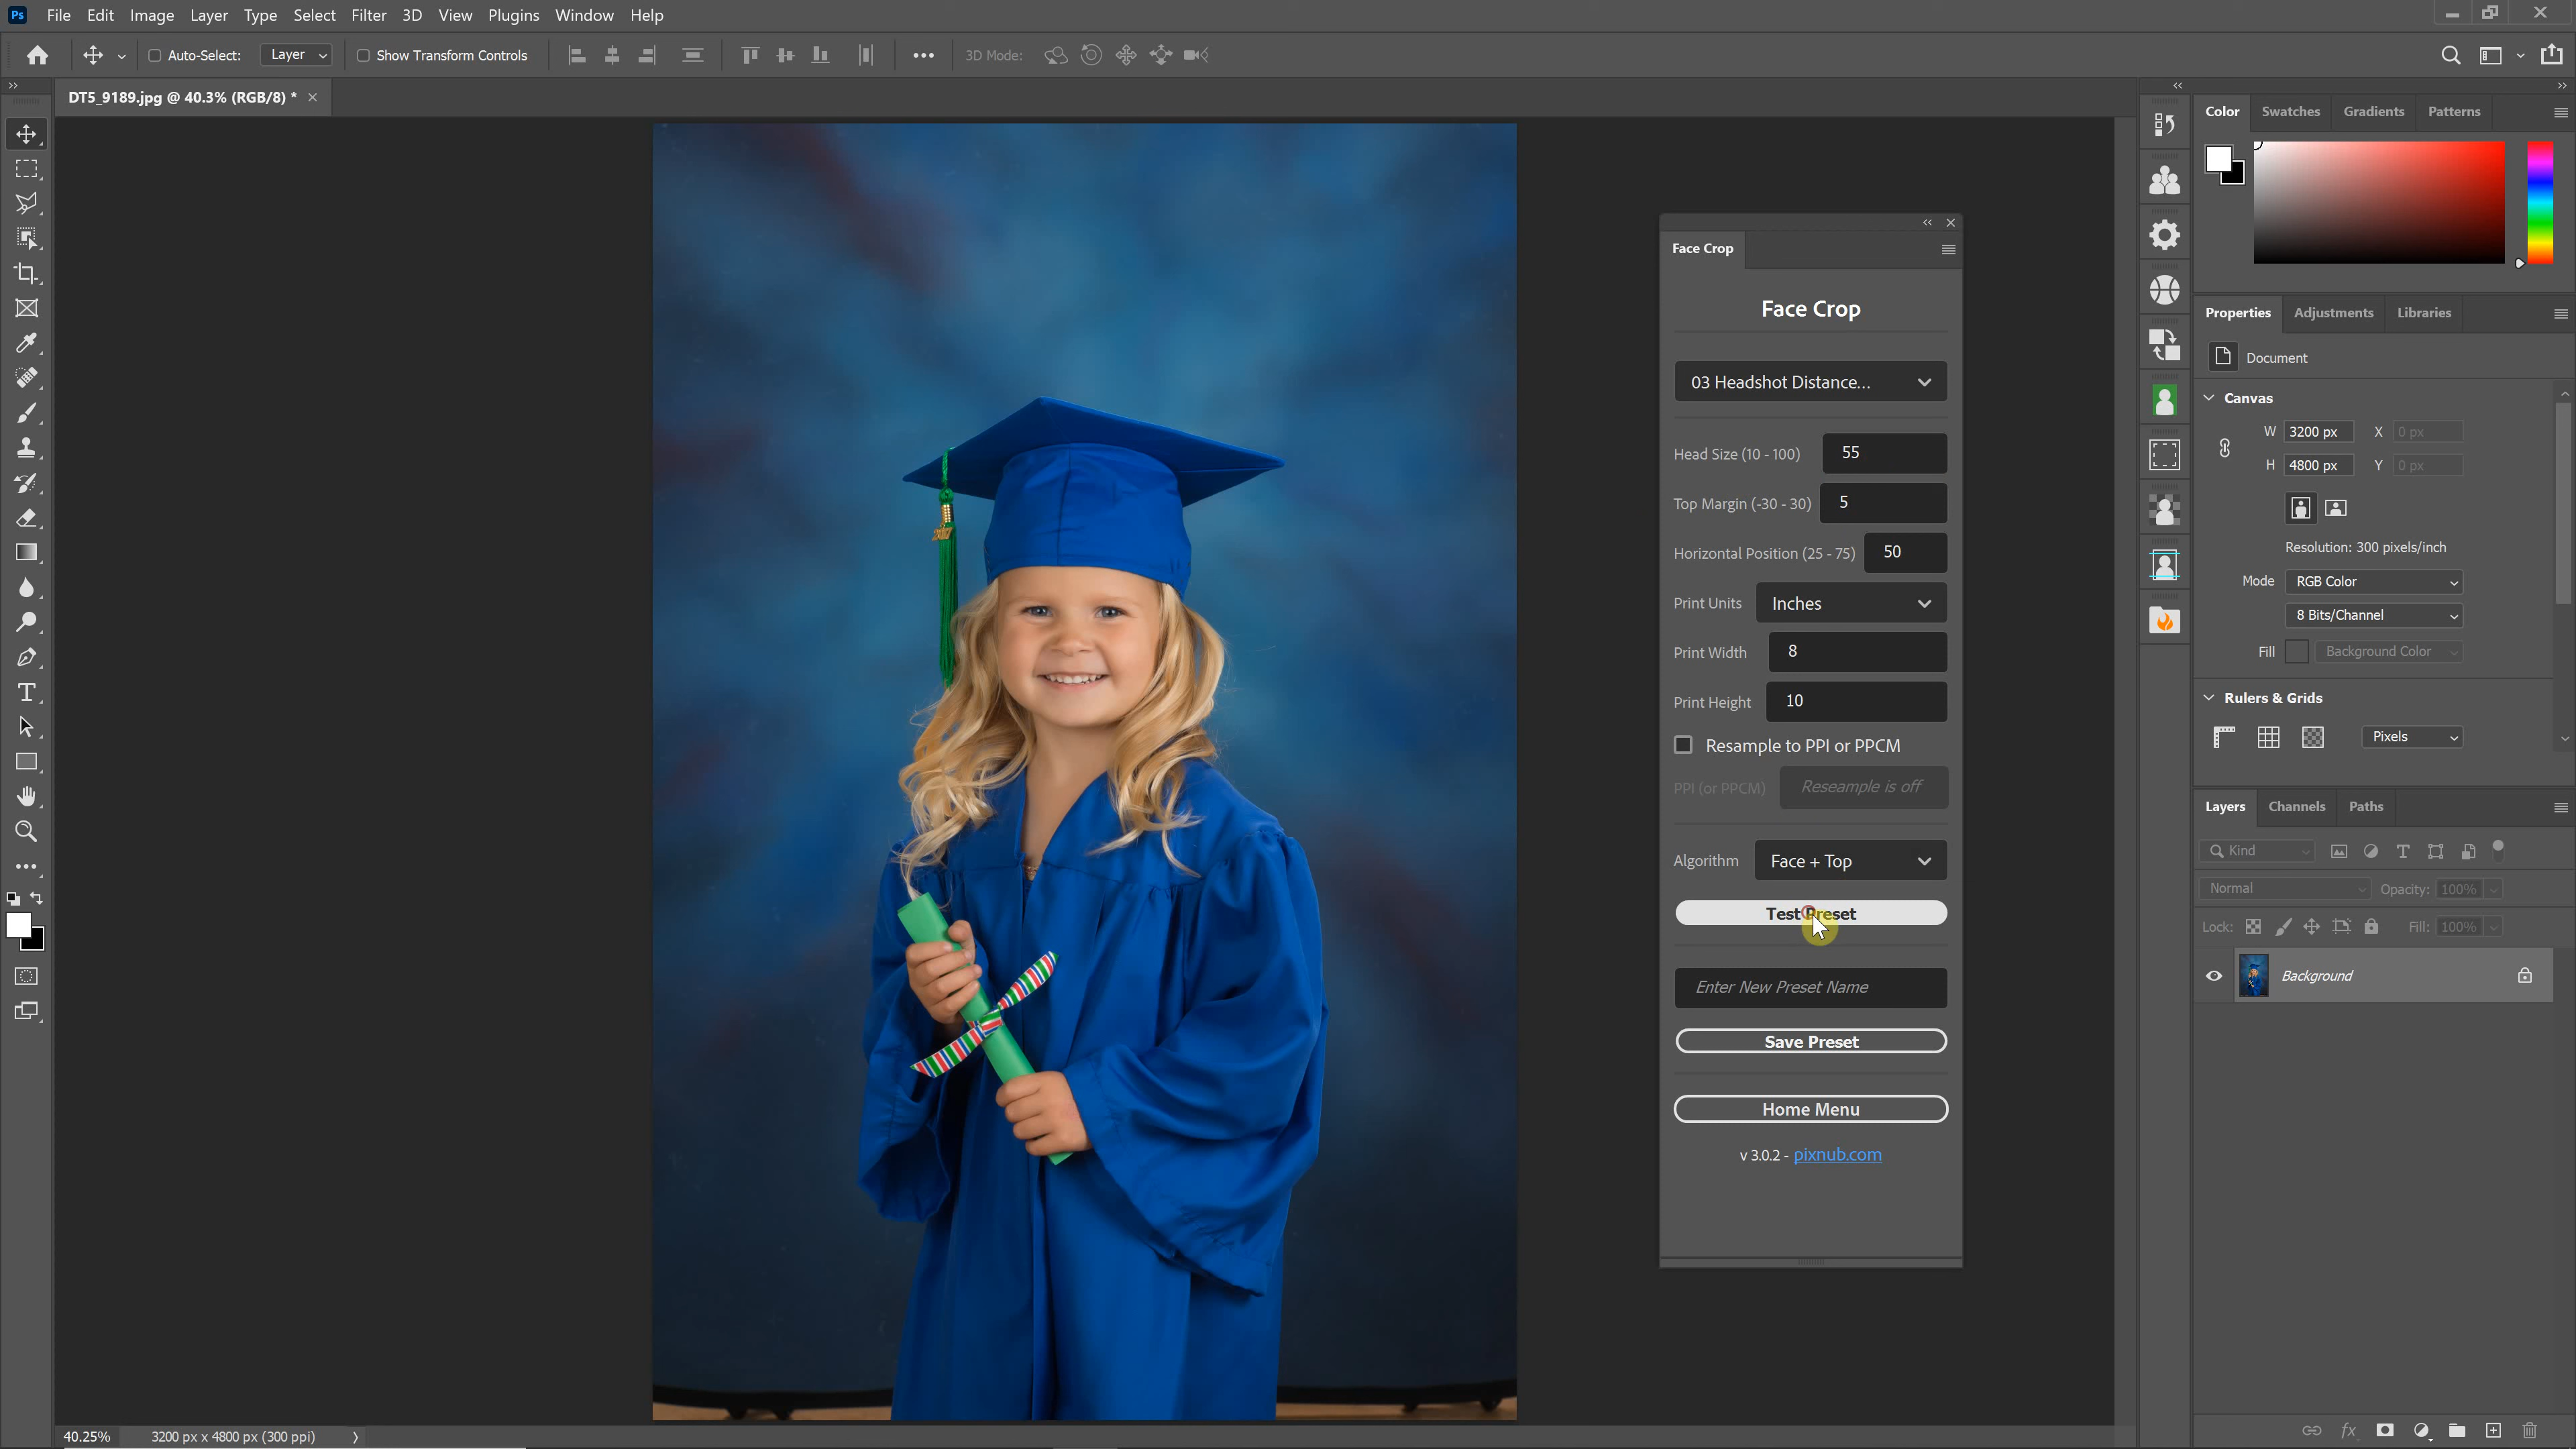 Ps File Edit Image Layer Type Select Filter 3D View Plugins Window Help
Auto-Select: Layer Show Transform Controls ••• 3D Mode:
DT5_9189.jpg @ 40.3% (RGB/8) * ×
Color Swatches Gradients Patterns
Face Crop
Face Crop
03 Headshot Distance...
Head Size (10 - 100) 55
Top Margin (-30 - 30) 5
Horizontal Position (25 - 75) 50
Print Units Inches
Print Width 8
Print Height 10
Resample to PPI or PPCM
PPI (or PPCM) Reseample is off
Algorithm Face + Top
Test Preset
Enter New Preset Name
Save Preset
Home Menu
v 3.0.2 - pixnub.com
Properties Adjustments Libraries
Document
Canvas
W 3200 px X 0 px
H 4800 px Y 0 px
Resolution: 300 pixels/inch
Mode RGB Color
8 Bits/Channel
Fill Background Color
Rulers & Grids
Pixels
Layers Channels Paths
Kind
Normal Opacity: 100%
Lock: Fill: 100%
Background
fx
2017
40.25% 3200 px x 4800 px (300 ppi)